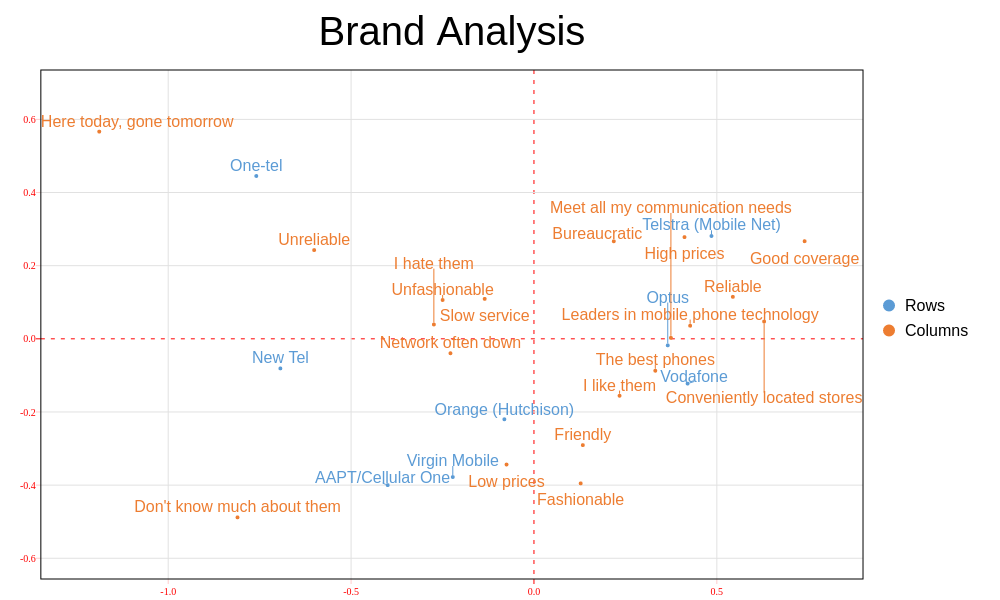 Brand Analysis
0.6
Here today, gone tomorrow
One-tel
0.4
Meet all my communication needs
Telstra (Mobile Net)
Bureaucratic
Unreliable
High prices
Good coverage
I hate them
0.2
Unfashionable
Reliable
Optus
Rows
Slow service
Leaders in mobile phone technology
Columns
0.0
Network often down
New Tel
The best phones
Vodafone
I like them
Conveniently located stores
-0.2
Orange (Hutchison)
Friendly
Virgin Mobile
AAPT/Cellular One
Low prices
-0.4
Fashionable
Don't know much about them
-0.6
-1.0
-0.5
0.0
0.5